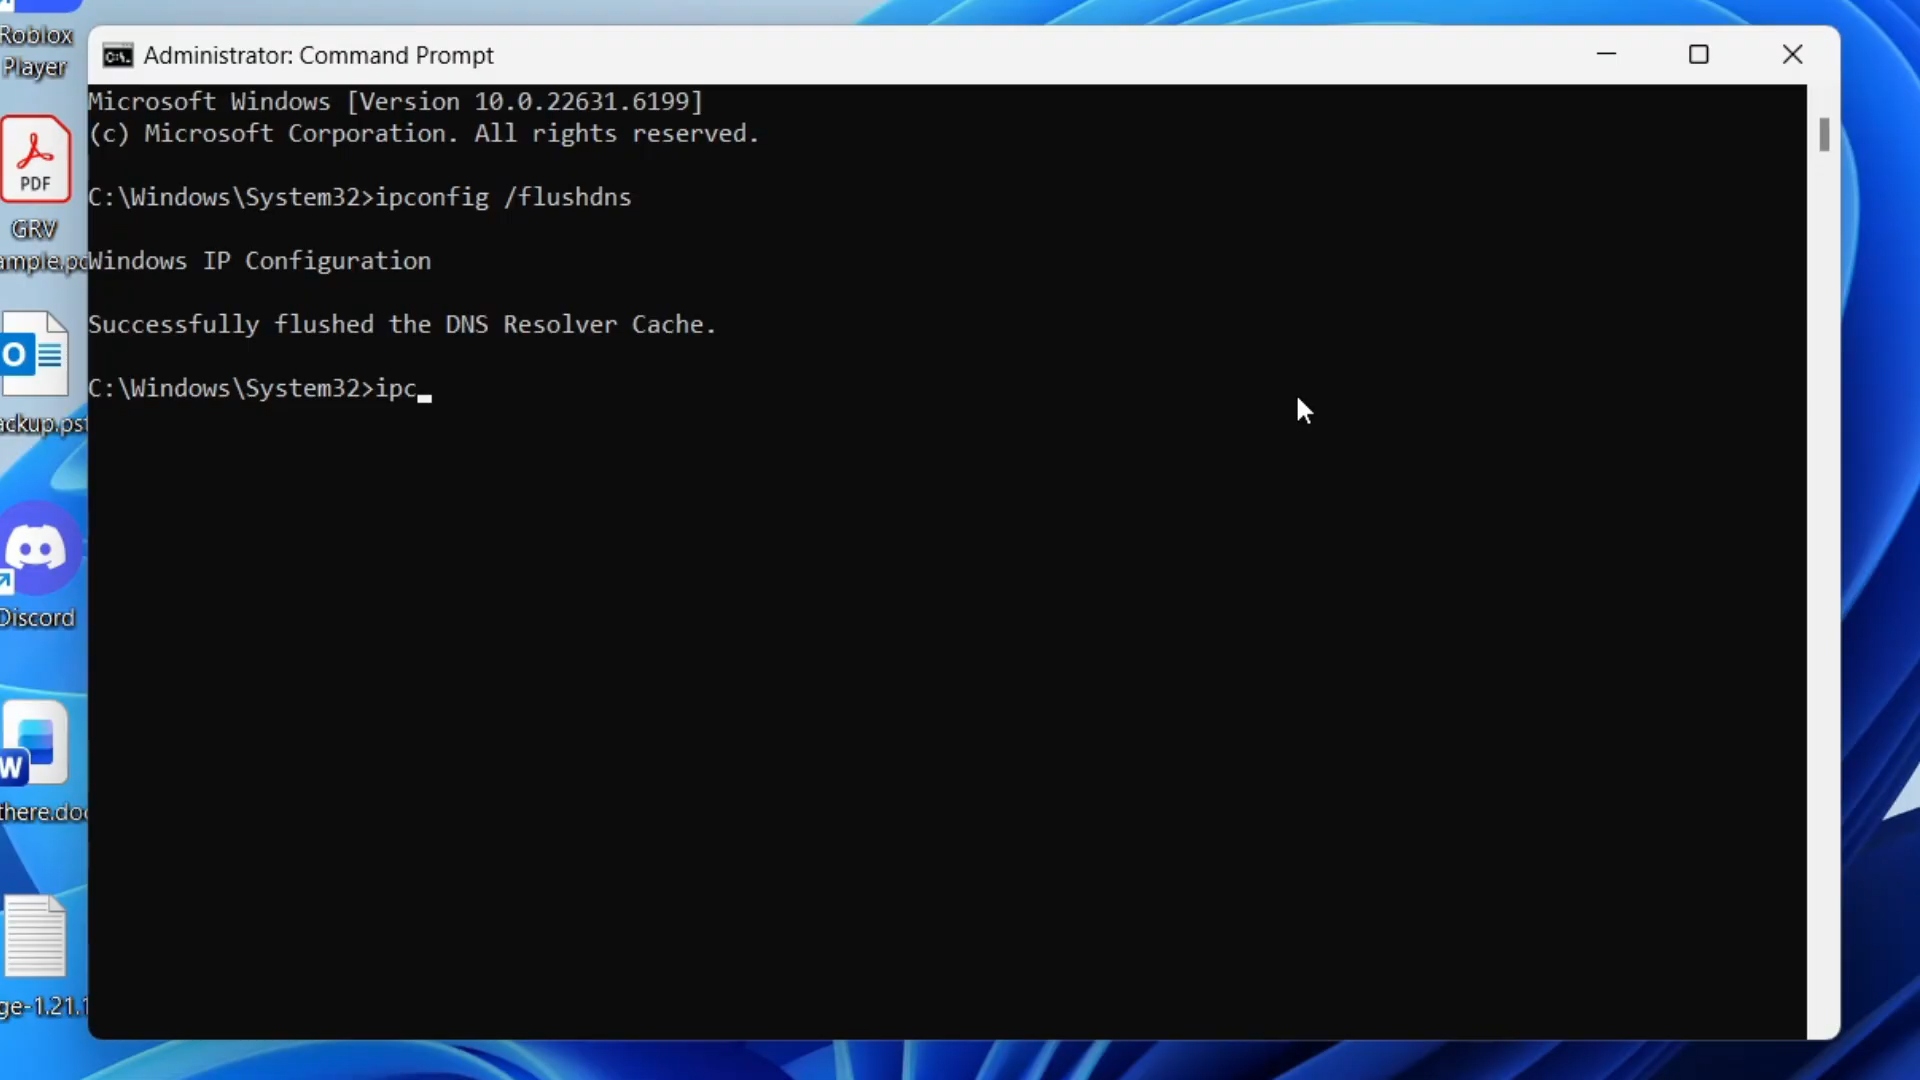 Roblox
Player
Administrator: Command Prompt
Microsoft Windows [Version 10.0.22631.6199]
(c) Microsoft Corporation. All rights reserved.
C:\Windows\System32>ipconfig /flushdns
Windows IP Configuration
Successfully flushed the DNS Resolver Cache.
C:\Windows\System32>ipc
PDF
GRV
ample.pd
O
ackup.pst
Discord
W
there.doc
ge-1.21.1